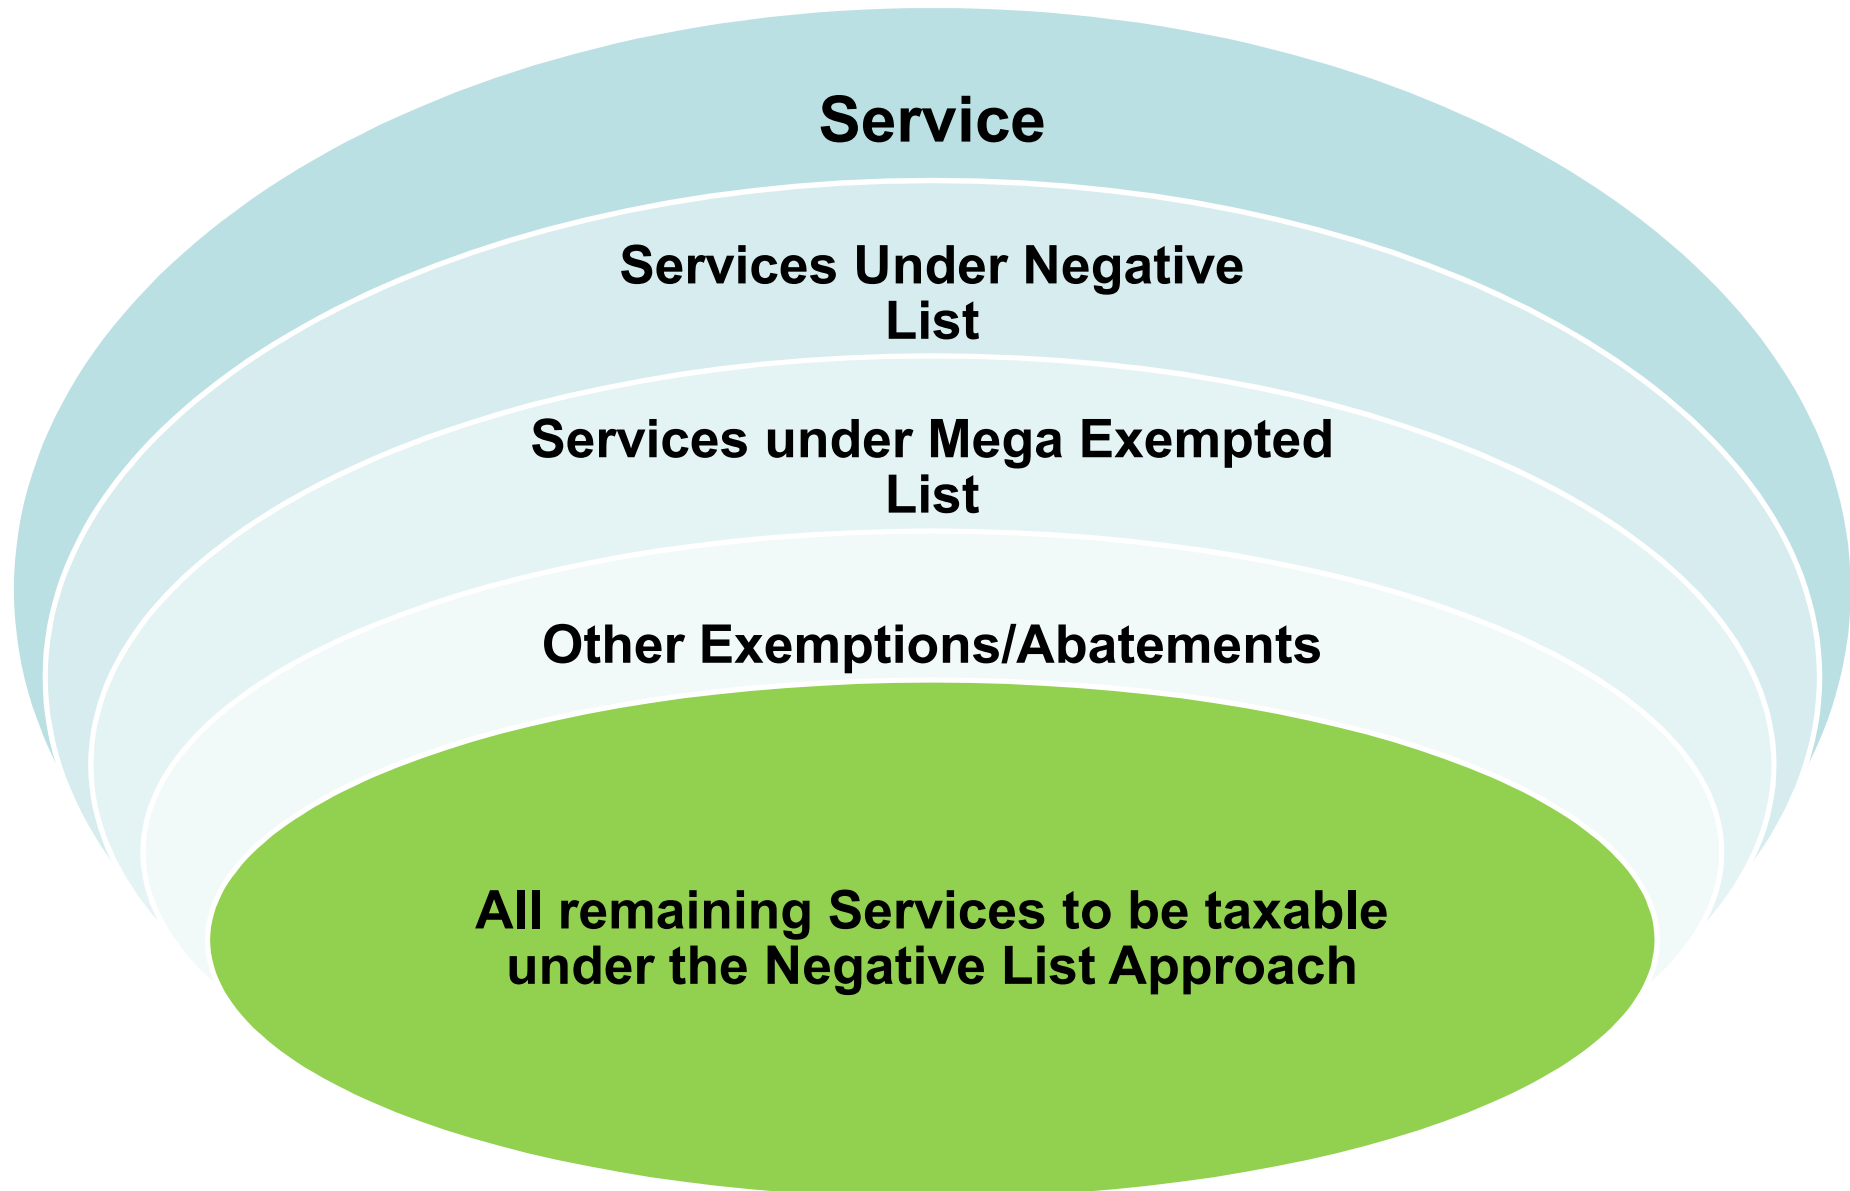 Service
Services Under Negative
List
Services under Mega Exempted
List
Other Exemptions/Abatements
All remaining Services to be taxable
under the Negative List Approach